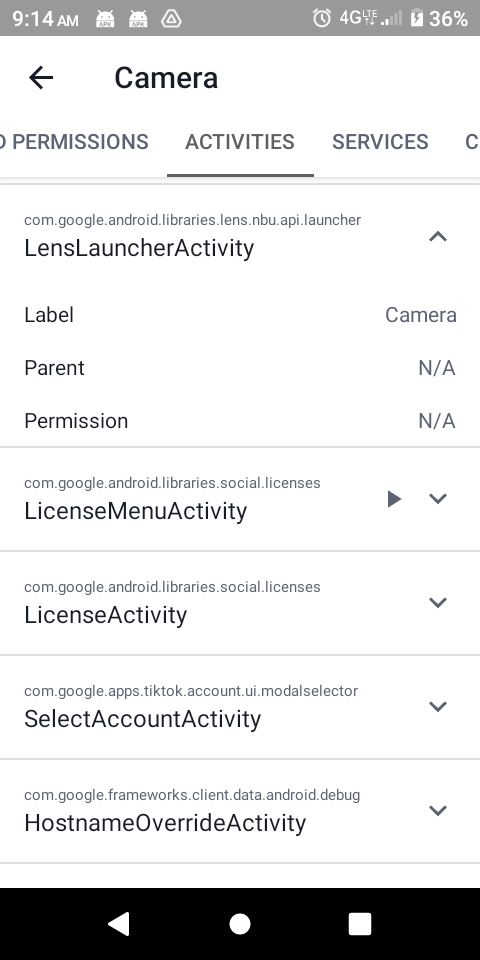 9:14 AM APK APK 4G LTE 36%
Camera
D PERMISSIONS ACTIVITIES SERVICES C
com.google.android.libraries.lens.nbu.api.launcher
LensLauncherActivity
Label Camera
Parent N/A
Permission N/A
com.google.android.libraries.social.licenses
LicenseMenuActivity
com.google.android.libraries.social.licenses
LicenseActivity
com.google.apps.tiktok.account.ui.modalselector
SelectAccountActivity
com.google.frameworks.client.data.android.debug
HostnameOverrideActivity